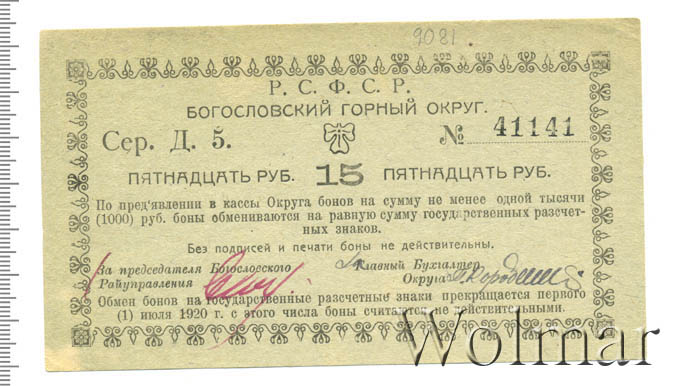 9081
Р. С. Ф. С. Р.
БОГОСЛОВСКИЙ ГОРНЫЙ ОКРУГ.
Сер. Д. 5. № 41141
ПЯТНАДЦАТЬ РУБ. 15 ПЯТНАДЦАТЬ РУБ.
По пред'явлении в кассы Округа бонов на сумму не менее одной тысячи
(1000) руб. боны обмениваются на равную сумму государственных разсчет-
ных знаков.
Без подписей и печати боны не действительны.
За председателя Богословского Главный Бухгалтер
Райуправления Округа
Обмен бонов на государственные разсчетные знаки прекращается первого
(1) июля 1920 г. с этого числа боны считаются не действительными.
Wolmar